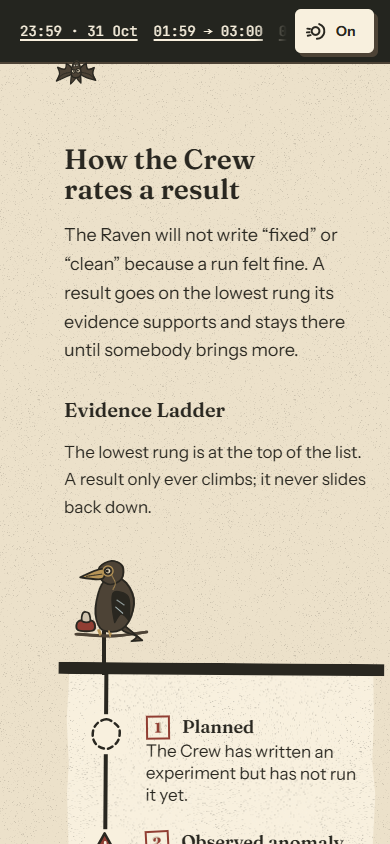 23:59 · 31 Oct 01:59 → 03:00
On
How the Crew
rates a result
The Raven will not write “fixed” or
“clean” because a run felt fine. A
result goes on the lowest rung its
evidence supports and stays there
until somebody brings more.
Evidence Ladder
The lowest rung is at the top of the list.
A result only ever climbs; it never slides
back down.
1 Planned
The Crew has written an
experiment but has not run
it yet.
2 Observed anomaly